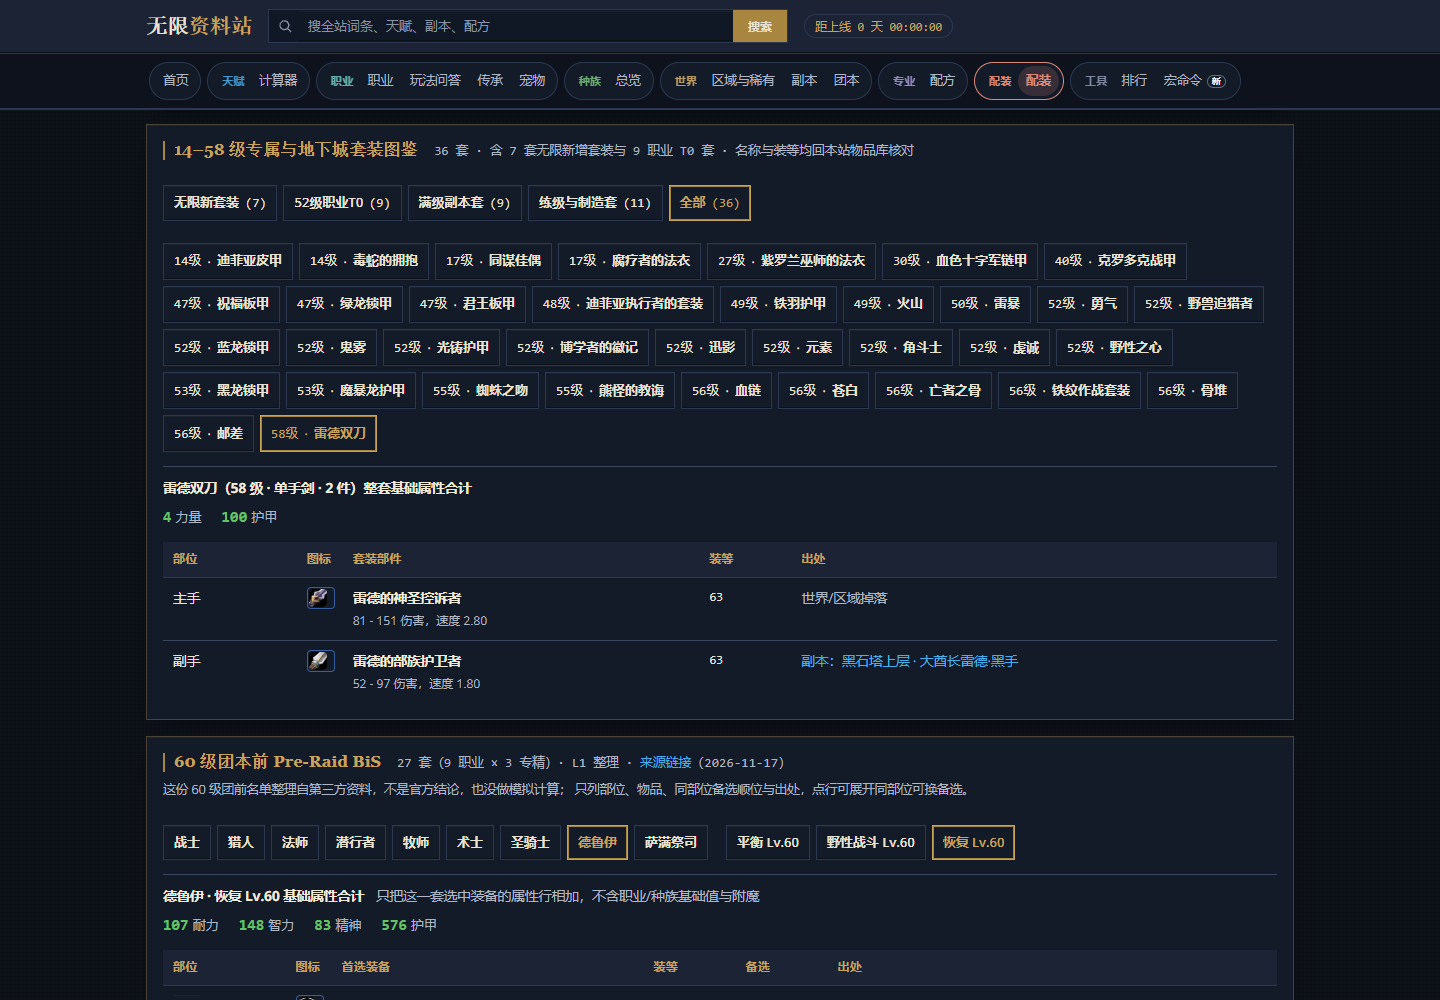 无限资料站
搜全站词条、天赋、副本、配方
搜索
距上线 0 天 00:00:00
首页 天赋 计算器 职业 职业 玩法问答 传承 宠物 种族 总览 世界 区域与稀有 副本 团本 专业 配方 配装 配装 工具 排行 宏命令 新
14–58 级专属与地下城套装图鉴 36 套 · 含 7 套无限新增套装与 9 职业 T0 套 · 名称与装等均回本站物品库核对
无限新套装 (7) 52级职业T0 (9) 满级副本套 (9) 练级与制造套 (11) 全部 (36)
14级 · 迪菲亚皮甲 14级 · 毒蛇的拥抱 17级 · 同谋佳偶 17级 · 腐疗者的法衣 27级 · 紫罗兰巫师的法衣 30级 · 血色十字军链甲 40级 · 克罗多克战甲
47级 · 祝福板甲 47级 · 绿龙锁甲 47级 · 君王板甲 48级 · 迪菲亚执行者的套装 49级 · 铁羽护甲 49级 · 火山 50级 · 雷暴 52级 · 勇气 52级 · 野兽追猎者
52级 · 蓝龙锁甲 52级 · 鬼雾 52级 · 光铸护甲 52级 · 博学者的徽记 52级 · 迅影 52级 · 元素 52级 · 角斗士 52级 · 虔诚 52级 · 野性之心
53级 · 黑龙锁甲 53级 · 魔暴龙护甲 55级 · 蜘蛛之吻 55级 · 熊怪的教诲 56级 · 血链 56级 · 苍白 56级 · 亡者之骨 56级 · 铁纹作战套装 56级 · 骨堆
56级 · 邮差 58级 · 雷德双刀
雷德双刀（58 级 · 单手剑 · 2 件）整套基础属性合计
4 力量 100 护甲
部位 图标 套装部件 装等 出处
主手 雷德的神圣控诉者 63 世界/区域掉落
81 - 151 伤害，速度 2.80
副手 雷德的部族护卫者 63 副本：黑石塔上层 · 大酋长雷德·黑手
52 - 97 伤害，速度 1.80
60 级团本前 Pre-Raid BiS 27 套（9 职业 × 3 专精）· L1 整理 · 来源链接（2026-11-17）
这份 60 级团前名单整理自第三方资料，不是官方结论，也没做模拟计算； 只列部位、物品、同部位备选顺位与出处，点行可展开同部位可换备选。
战士 猎人 法师 潜行者 牧师 术士 圣骑士 德鲁伊 萨满祭司 平衡 Lv.60 野性战斗 Lv.60 恢复 Lv.60
德鲁伊 · 恢复 Lv.60 基础属性合计 只把这一套选中装备的属性行相加，不含职业/种族基础值与附魔
107 耐力 148 智力 83 精神 576 护甲
部位 图标 首选装备 装等 备选 出处